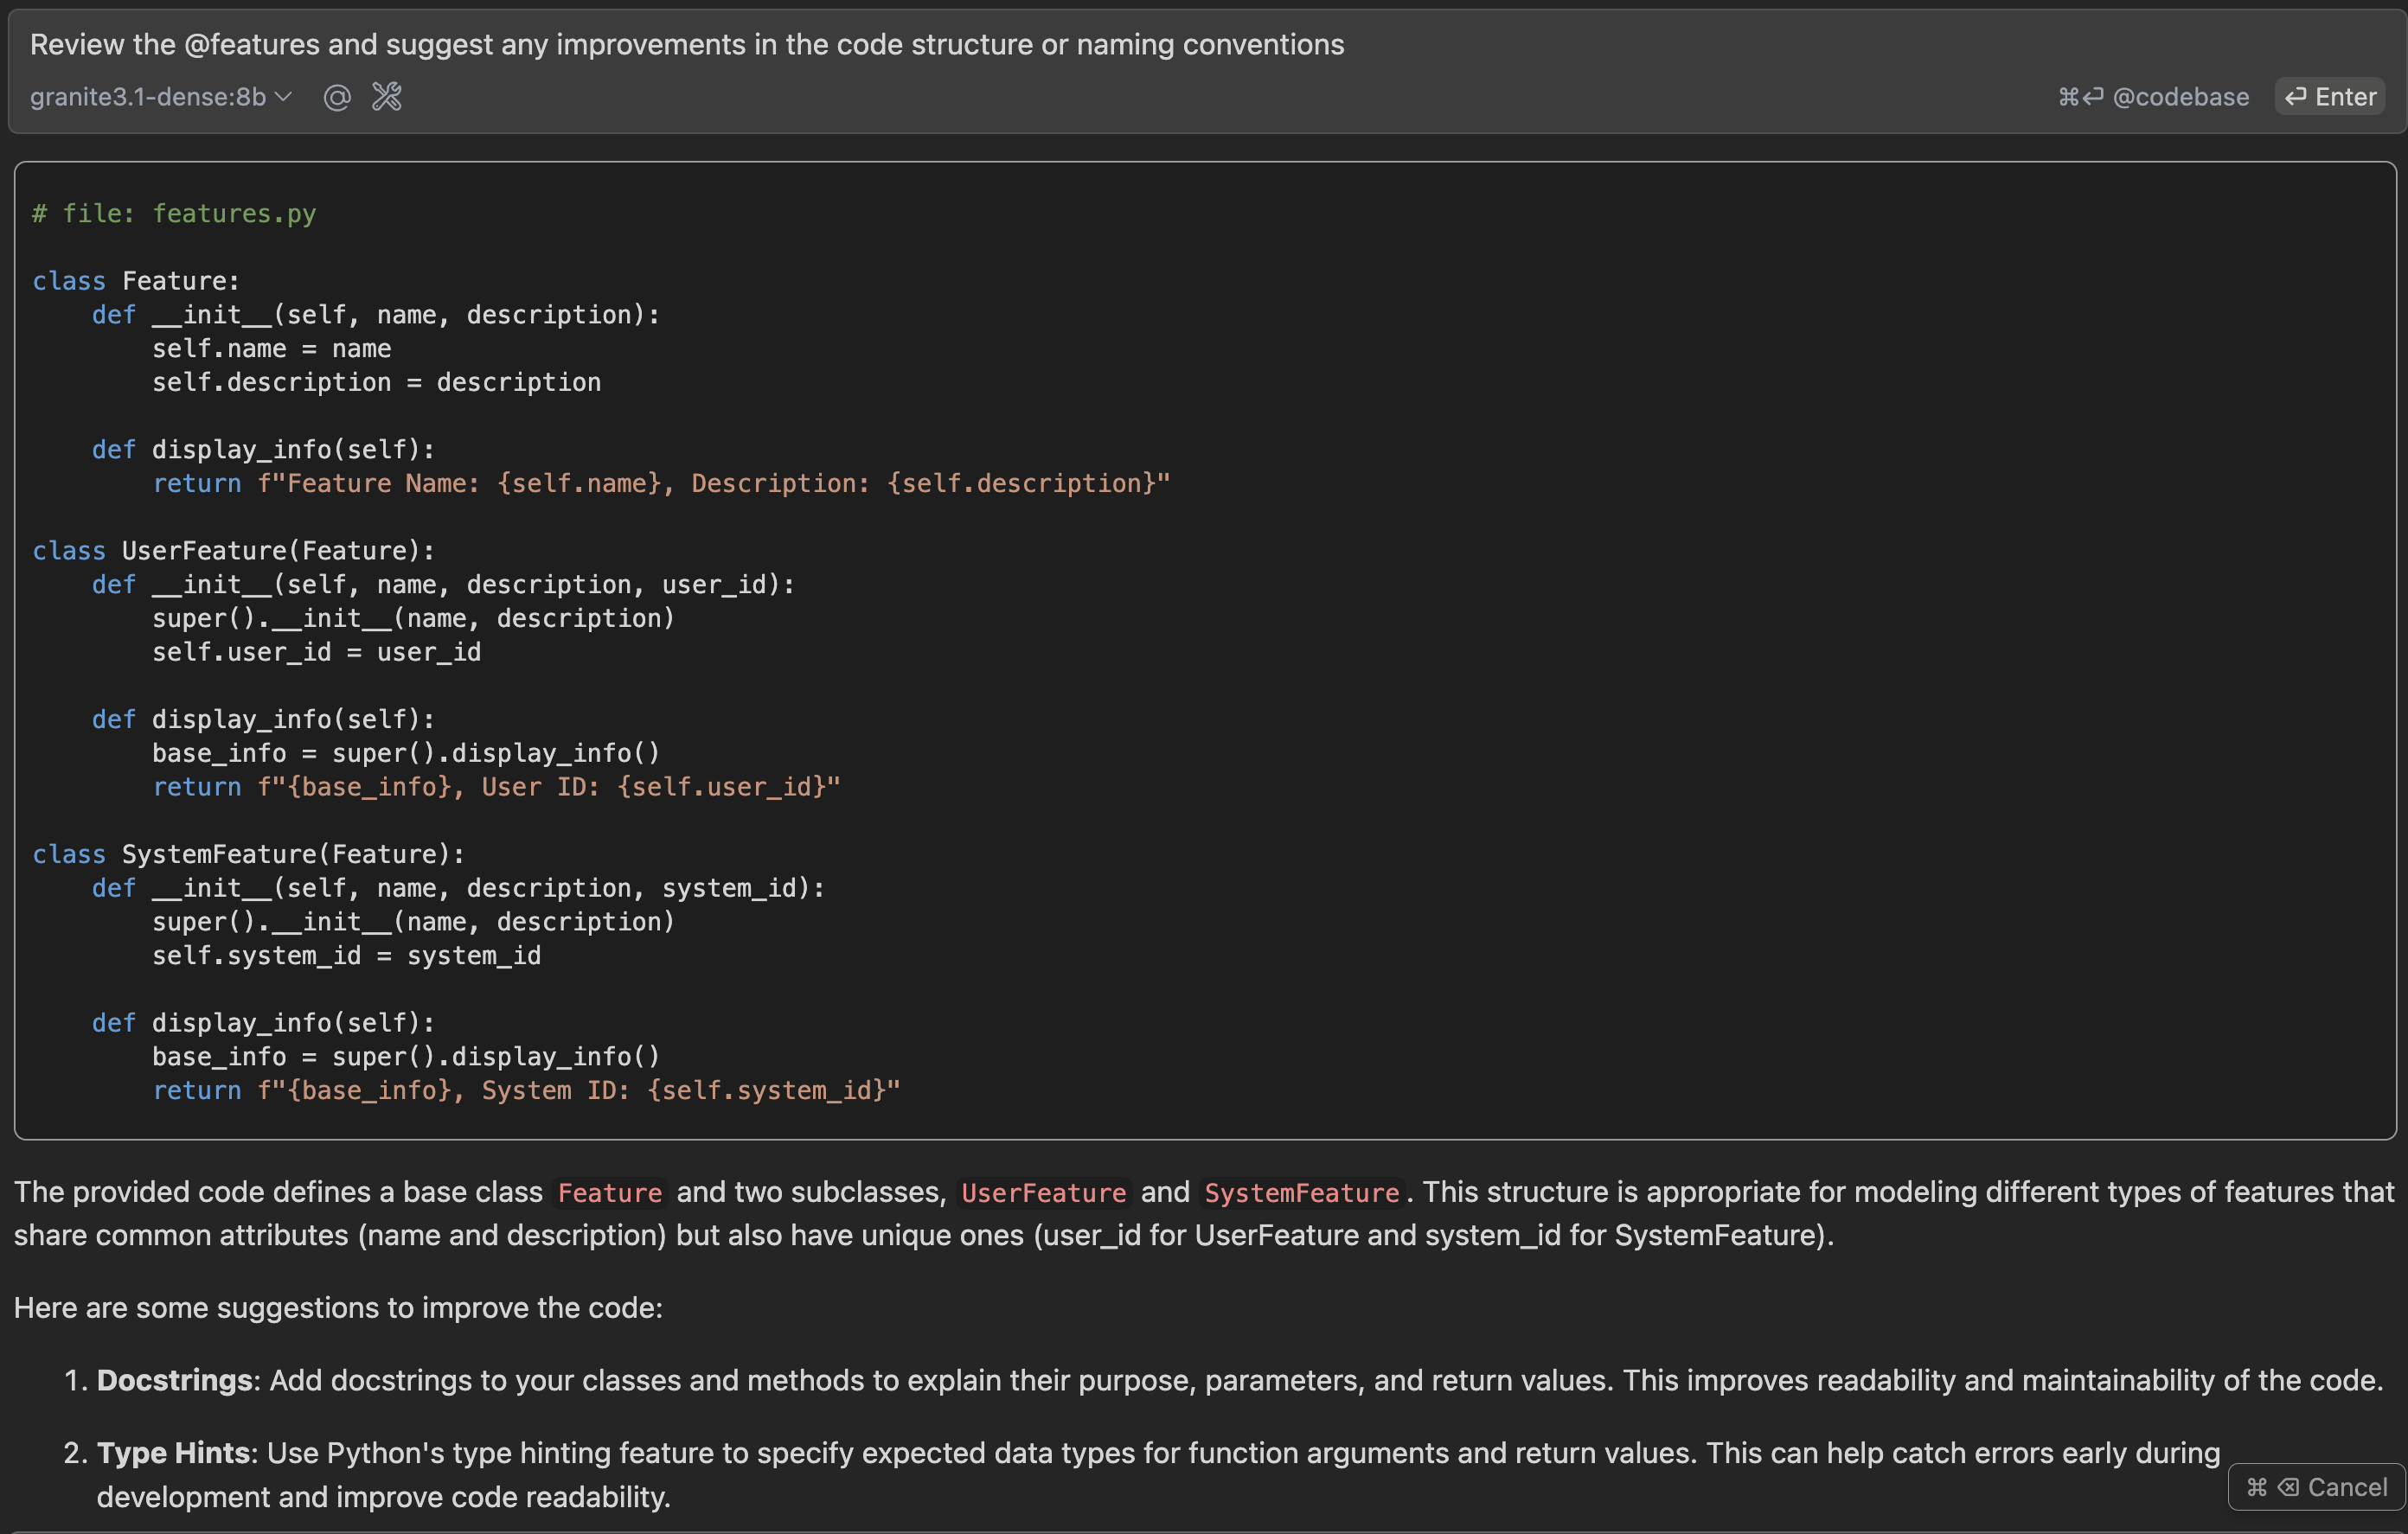 Review the @features and suggest any improvements in the code structure or naming conventions
granite3.1-dense:8b @ ⌘⏎ @codebase ⏎ Enter
# file: features.py
class Feature:
    def __init__(self, name, description):
        self.name = name
        self.description = description
    def display_info(self):
        return f"Feature Name: {self.name}, Description: {self.description}"
class UserFeature(Feature):
    def __init__(self, name, description, user_id):
        super().__init__(name, description)
        self.user_id = user_id
    def display_info(self):
        base_info = super().display_info()
        return f"{base_info}, User ID: {self.user_id}"
class SystemFeature(Feature):
    def __init__(self, name, description, system_id):
        super().__init__(name, description)
        self.system_id = system_id
    def display_info(self):
        base_info = super().display_info()
        return f"{base_info}, System ID: {self.system_id}"
The provided code defines a base class Feature and two subclasses, UserFeature and SystemFeature. This structure is appropriate for modeling different types of features that
share common attributes (name and description) but also have unique ones (user_id for UserFeature and system_id for SystemFeature).
Here are some suggestions to improve the code:
1. Docstrings: Add docstrings to your classes and methods to explain their purpose, parameters, and return values. This improves readability and maintainability of the code.
2. Type Hints: Use Python's type hinting feature to specify expected data types for function arguments and return values. This can help catch errors early during
development and improve code readability.
⌘ ⌫ Cancel